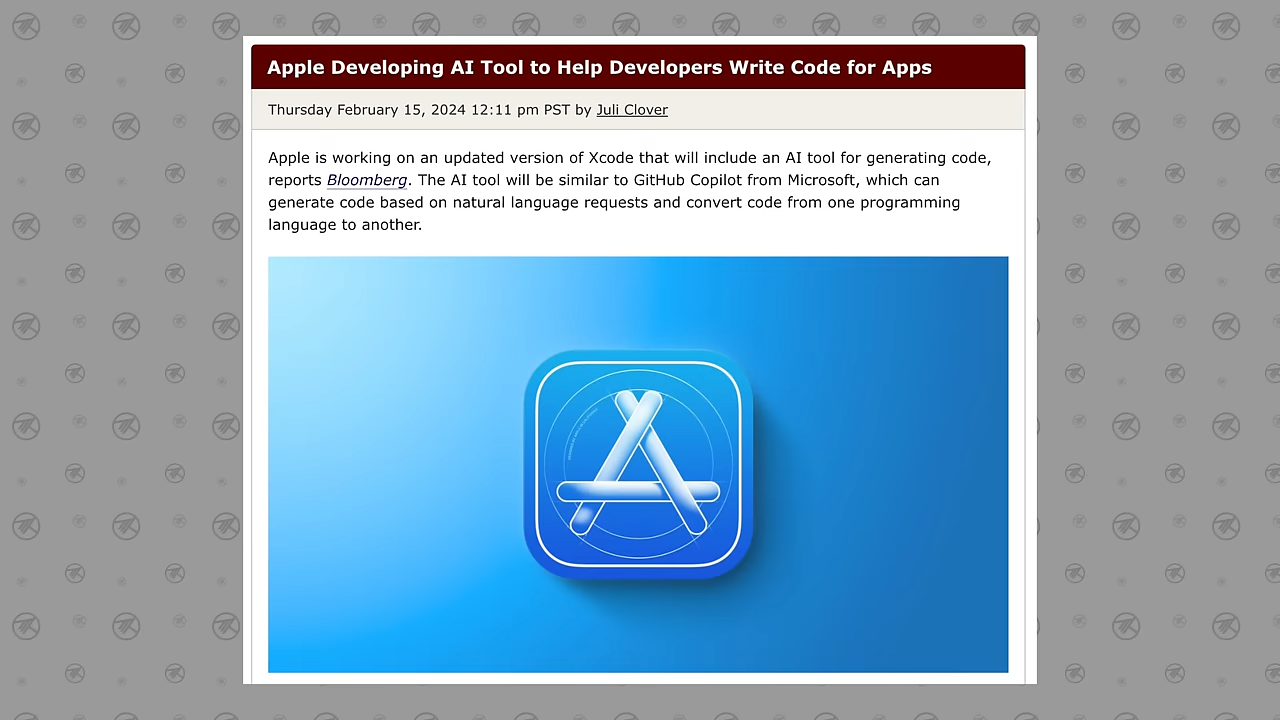 Apple Developing AI Tool to Help Developers Write Code for Apps
Thursday February 15, 2024 12:11 pm PST by Juli Clover
Apple is working on an updated version of Xcode that will include an AI tool for generating code,
reports Bloomberg. The AI tool will be similar to GitHub Copilot from Microsoft, which can
generate code based on natural language requests and convert code from one programming
language to another.